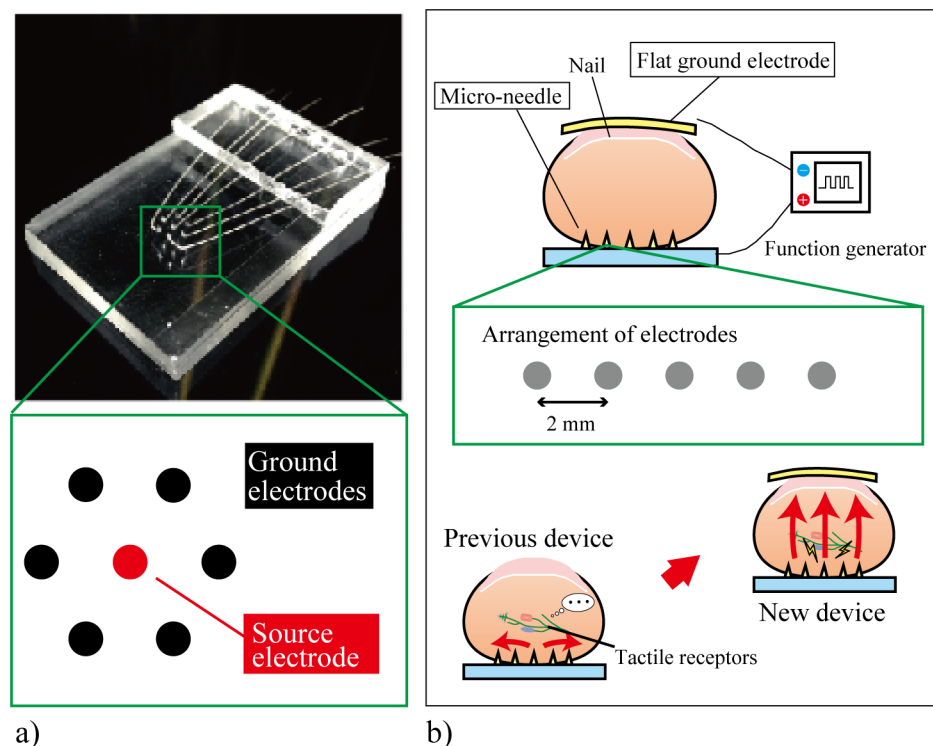 Ground
electrodes
Source
electrode
a)
Flat ground electrode
Nail
Micro-needle
−
+
Function generator
Arrangement of electrodes
2 mm
Previous device
New device
Tactile receptors
b)